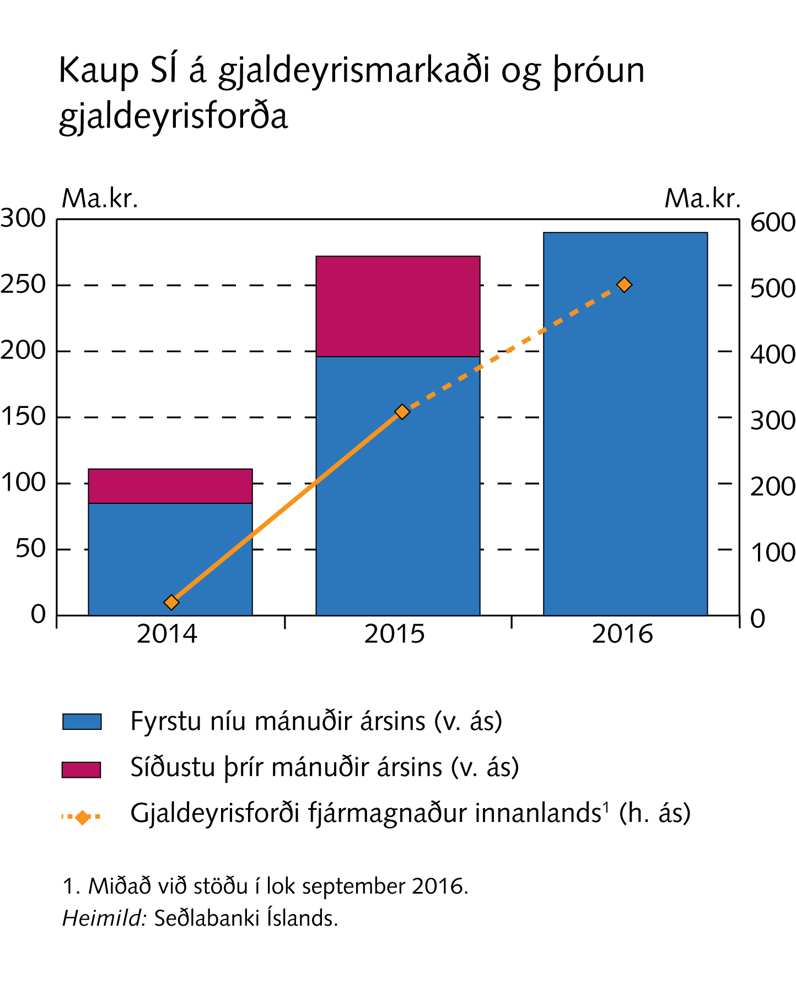 Kaup SÍ á gjaldeyrismarkaði og þróun
gjaldeyrisforða
Ma.kr. Ma.kr.
300 600
250 500
200 400
150 300
100 200
50 100
0 0
2014 2015 2016
Fyrstu níu mánuðir ársins (v. ás)
Síðustu þrír mánuðir ársins (v. ás)
Gjaldeyrisforði fjármagnaður innanlands¹ (h. ás)
1. Miðað við stöðu í lok september 2016.
Heimild: Seðlabanki Íslands.